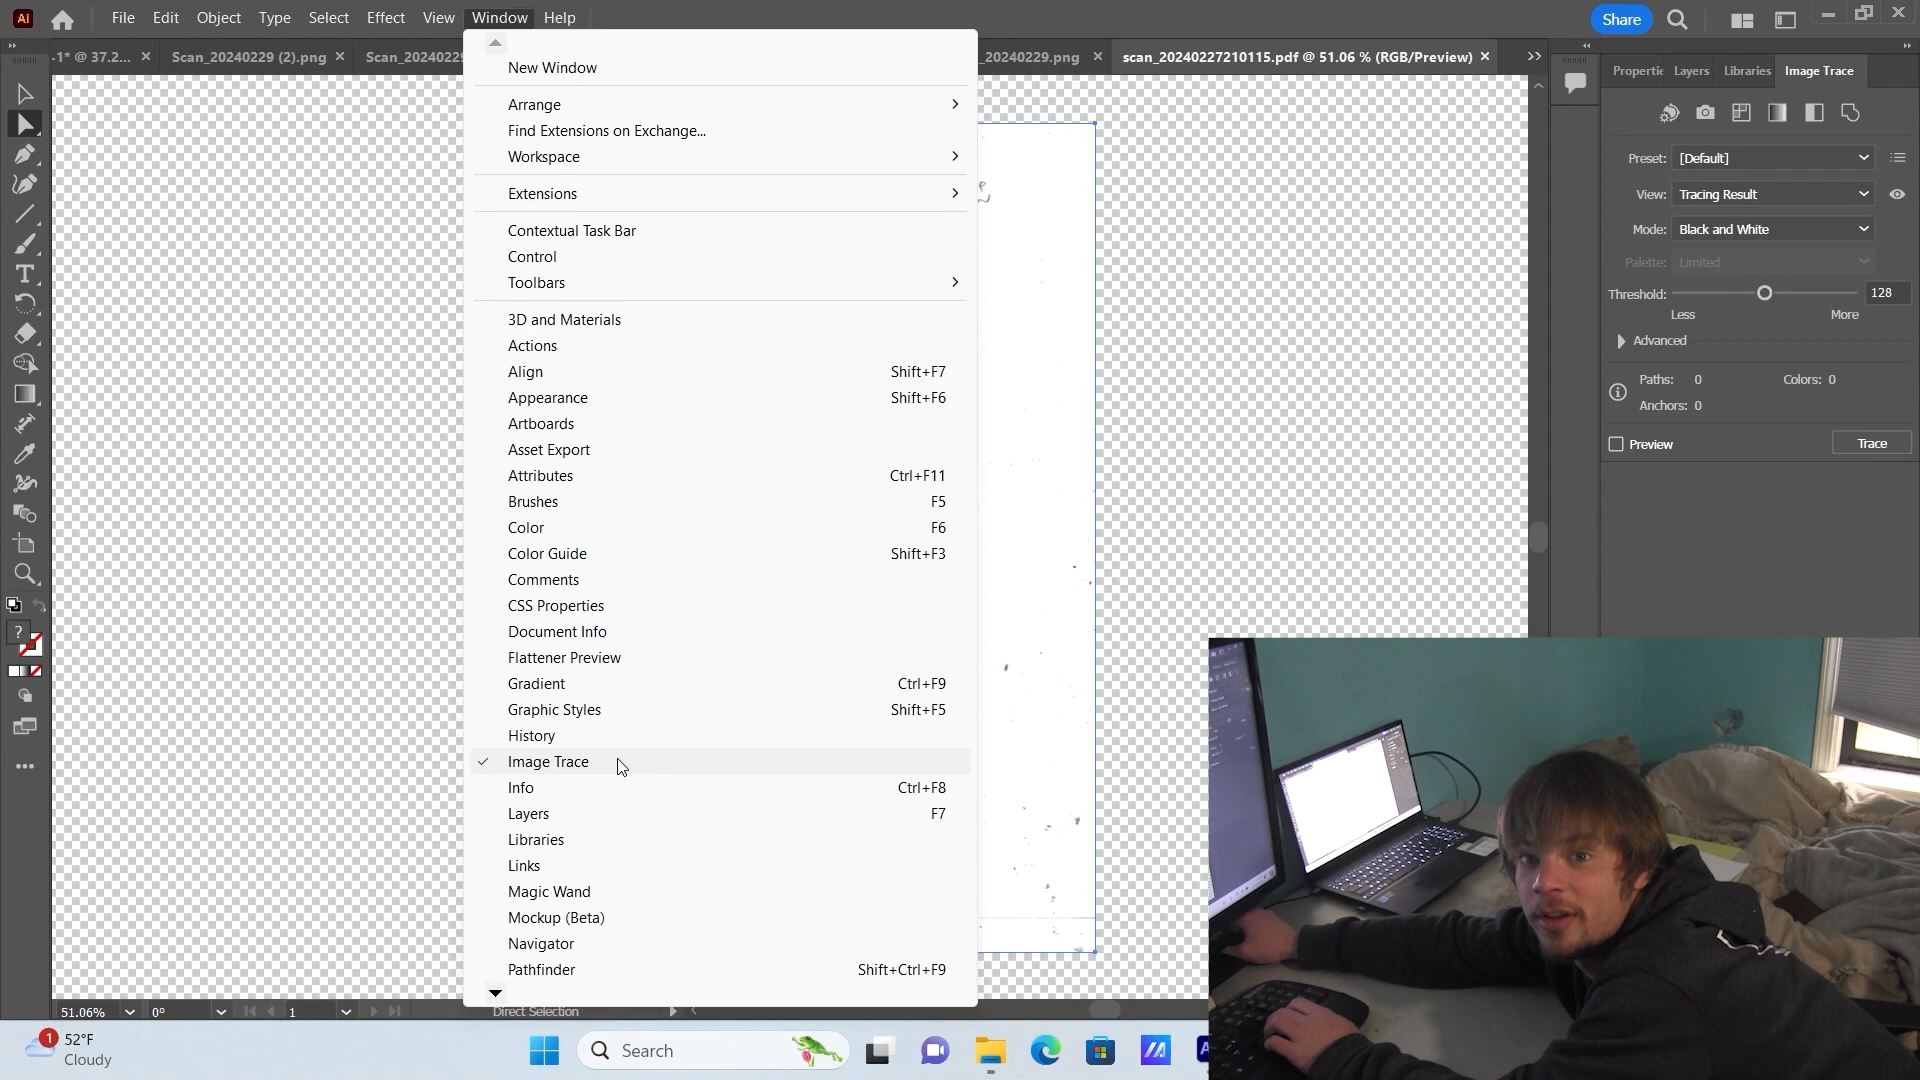 Ai File Edit Object Type Select Effect View Window Help Share
-1* @ 37.2... × Scan_20240229 (2).png × Scan_20240229 _20240229.png × scan_20240227210115.pdf @ 51.06 % (RGB/Preview) ×
New Window
Arrange
Find Extensions on Exchange...
Workspace
Extensions
Contextual Task Bar
Control
Toolbars
3D and Materials
Actions
Align Shift+F7
Appearance Shift+F6
Artboards
Asset Export
Attributes Ctrl+F11
Brushes F5
Color F6
Color Guide Shift+F3
Comments
CSS Properties
Document Info
Flattener Preview
Gradient Ctrl+F9
Graphic Styles Shift+F5
History
Image Trace
Info Ctrl+F8
Layers F7
Libraries
Links
Magic Wand
Mockup (Beta)
Navigator
Pathfinder Shift+Ctrl+F9
Propertie Layers Libraries Image Trace
Preset: [Default]
View: Tracing Result
Mode: Black and White
Palette: Limited
Threshold: 128
Less More
Advanced
Paths: 0 Colors: 0
Anchors: 0
Preview Trace
?
51.06% 0° 1 Direct Selection
1 52°F
Cloudy
Search